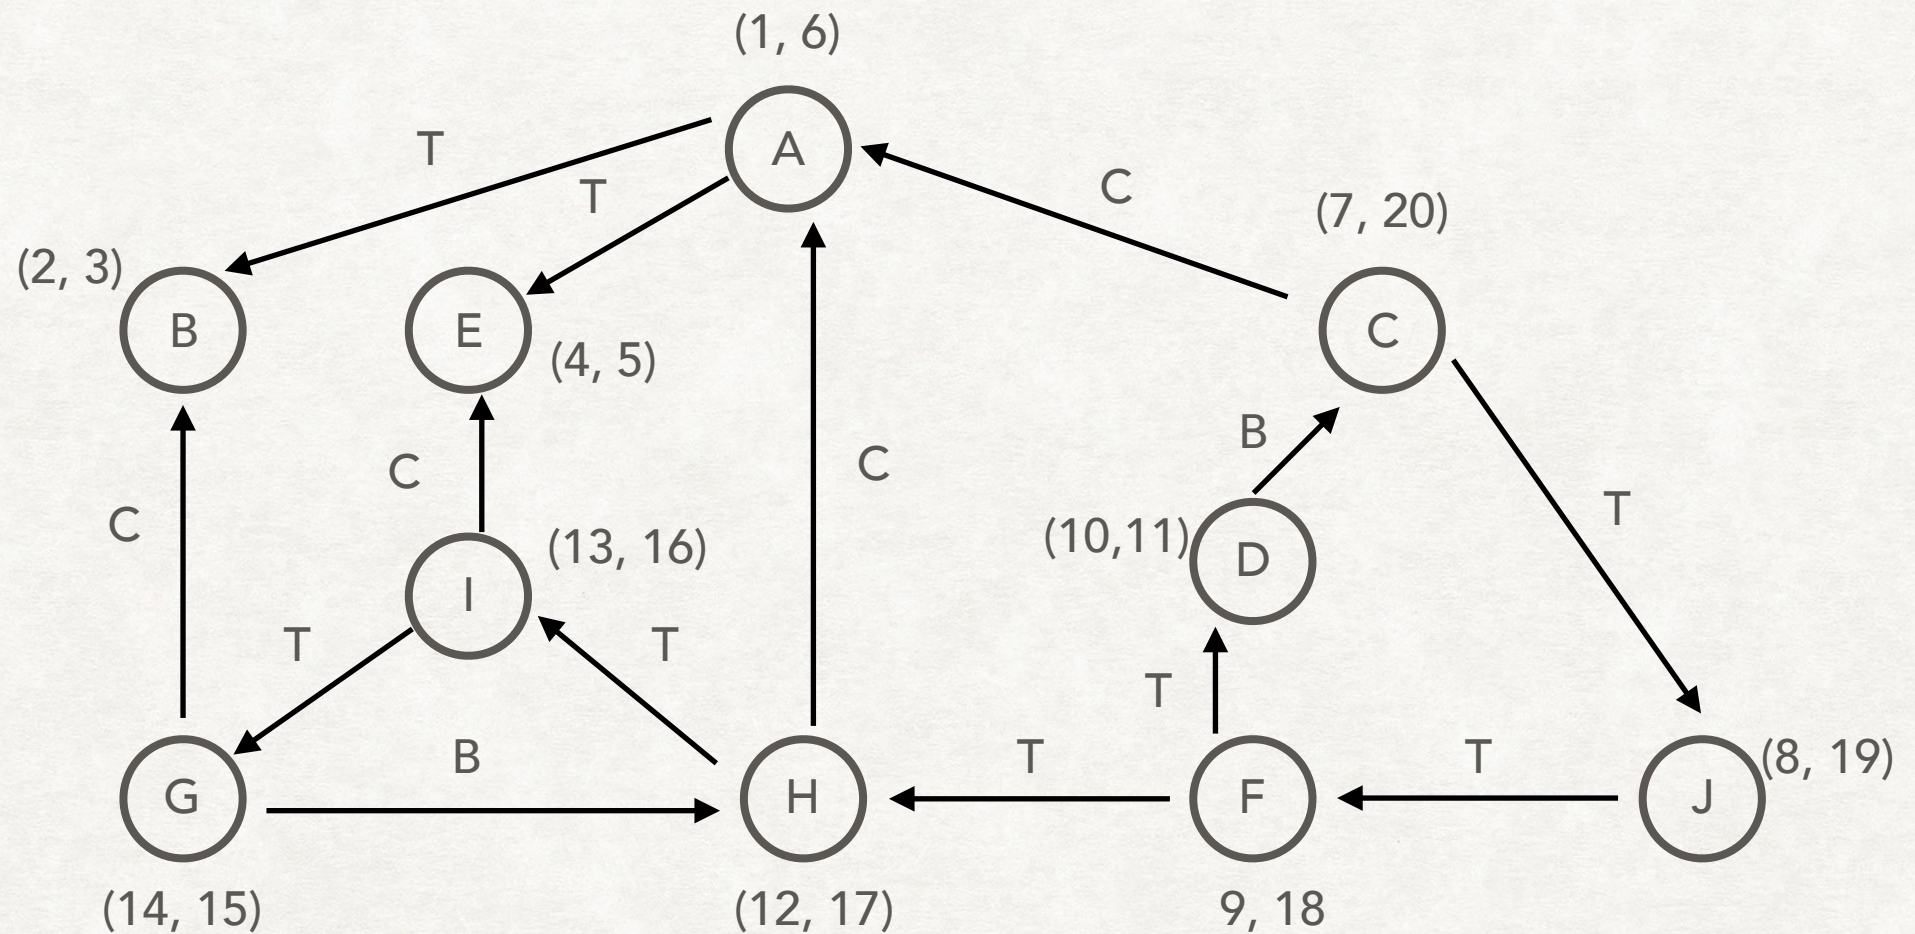 (1, 6)
T
A
T
C
(7, 20)
(2, 3)
B
E
C
(4, 5)
B
C
C
C
T
(10,11)
D
(13, 16)
I
T
T
T
B
T
T
G
H
F
J
(8, 19)
(14, 15)
(12, 17)
9, 18